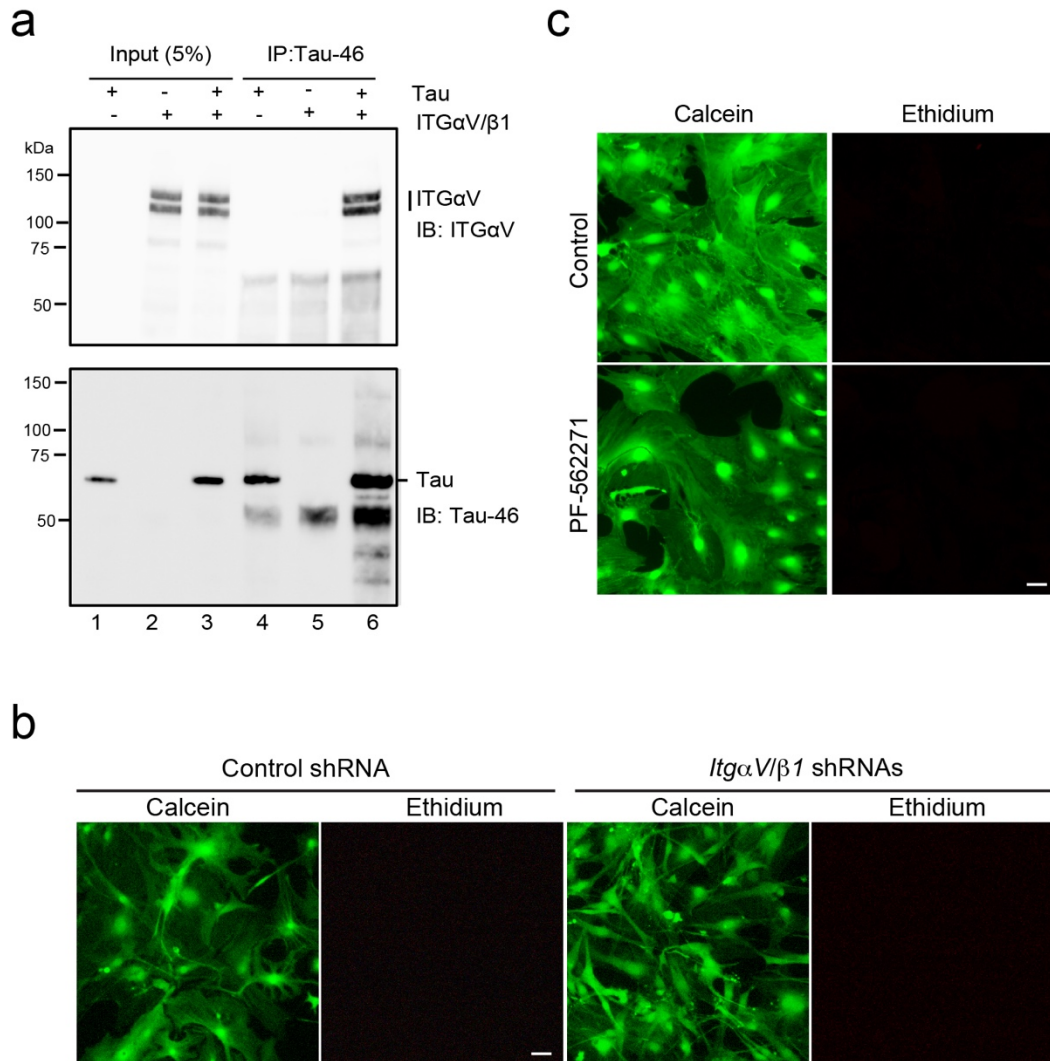 a
Input (5%) IP:Tau-46
+ - + + - + Tau
- + + - + + ITGαV/β1
kDa
150
100
75
50
ITGαV
IB: ITGαV
150
100
75
50
Tau
IB: Tau-46
1 2 3 4 5 6
c
Calcein Ethidium
Control
PF-562271
b
Control shRNA ItgαV/β1 shRNAs
Calcein Ethidium Calcein Ethidium